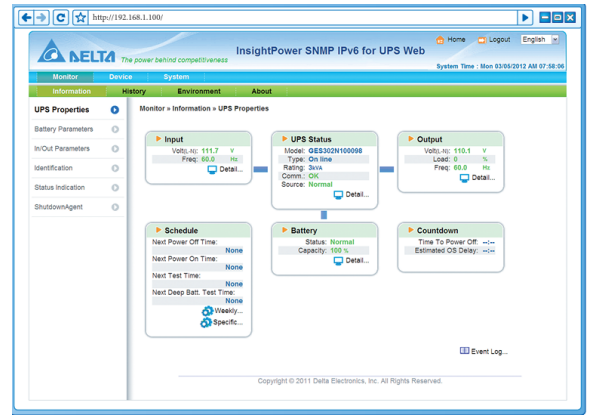 http://192.168.1.100/
Home Logout English
DELTA The power behind competitiveness
InsightPower SNMP IPv6 for UPS Web
System Time : Mon 03/05/2012 AM 07:58:06
Monitor Device System
Information History Environment About
UPS Properties
Battery Parameters
In/Out Parameters
Identification
Status Indication
ShutdownAgent
Monitor » Information » UPS Properties
Input
Volt(L-N): 111.7 V
Freq: 60.0 Hz
Detail...
UPS Status
Model: GES302N100098
Type: On line
Rating: 3kVA
Comm.: OK
Source: Normal
Detail...
Output
Volt(L-N): 110.1 V
Load: 0 %
Freq: 60.0 Hz
Detail...
Schedule
Next Power Off Time:
None
Next Power On Time:
None
Next Test Time:
None
Next Deep Batt. Test Time:
None
Weekly...
Specific...
Battery
Status: Normal
Capacity: 100 %
Detail...
Countdown
Time To Power Off: --:--
Estimated OS Delay: --:--
Event Log...
Copyright © 2011 Delta Electronics, Inc. All Rights Reserved.